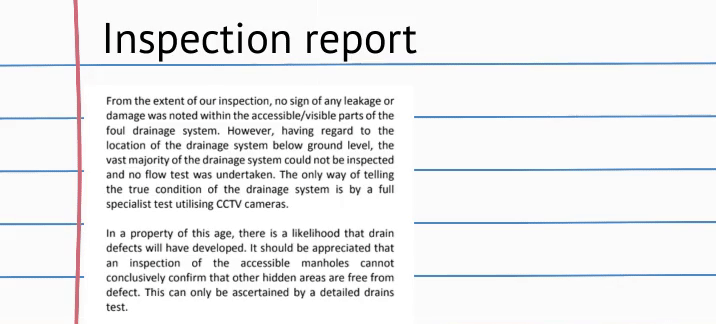 Inspection report
From the extent of our inspection, no sign of any leakage or
damage was noted within the accessible/visible parts of the
foul drainage system. However, having regard to the
location of the drainage system below ground level, the
vast majority of the drainage system could not be inspected
and no flow test was undertaken. The only way of telling
the true condition of the drainage system is by a full
specialist test utilising CCTV cameras.
In a property of this age, there is a likelihood that drain
defects will have developed. It should be appreciated that
an inspection of the accessible manholes cannot
conclusively confirm that other hidden areas are free from
defect. This can only be ascertained by a detailed drains
test.